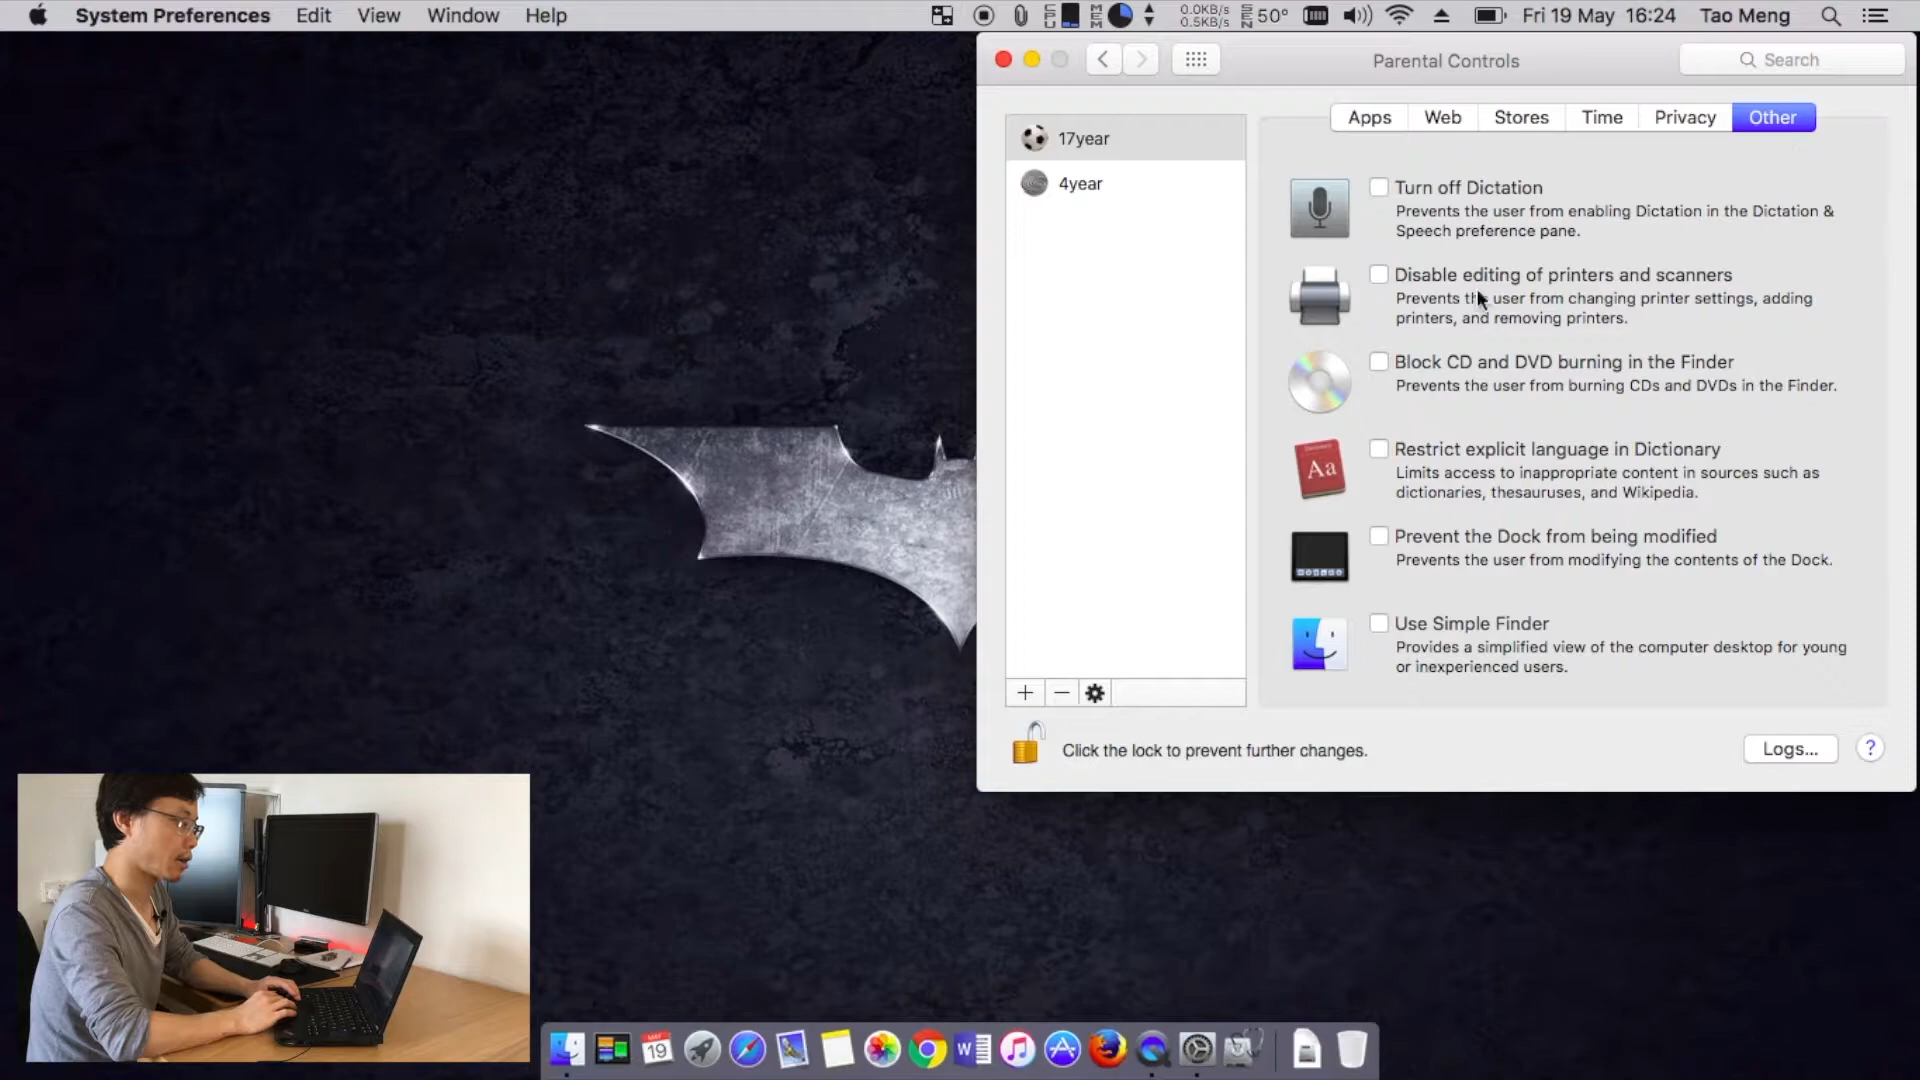 System Preferences Edit View Window Help
0.0KB/s
0.5KB/s
50° Fri 19 May 16:24 Tao Meng
CPU
MEM
SEN
Parental Controls
Search
Apps Web Stores Time Privacy Other
17year
4year
Turn off Dictation
Prevents the user from enabling Dictation in the Dictation &
Speech preference pane.
Disable editing of printers and scanners
Prevents the user from changing printer settings, adding
printers, and removing printers.
Block CD and DVD burning in the Finder
Prevents the user from burning CDs and DVDs in the Finder.
Aa
Restrict explicit language in Dictionary
Limits access to inappropriate content in sources such as
dictionaries, thesauruses, and Wikipedia.
Prevent the Dock from being modified
Prevents the user from modifying the contents of the Dock.
Use Simple Finder
Provides a simplified view of the computer desktop for young
or inexperienced users.
Click the lock to prevent further changes.
Logs... ?
MAY
19
W